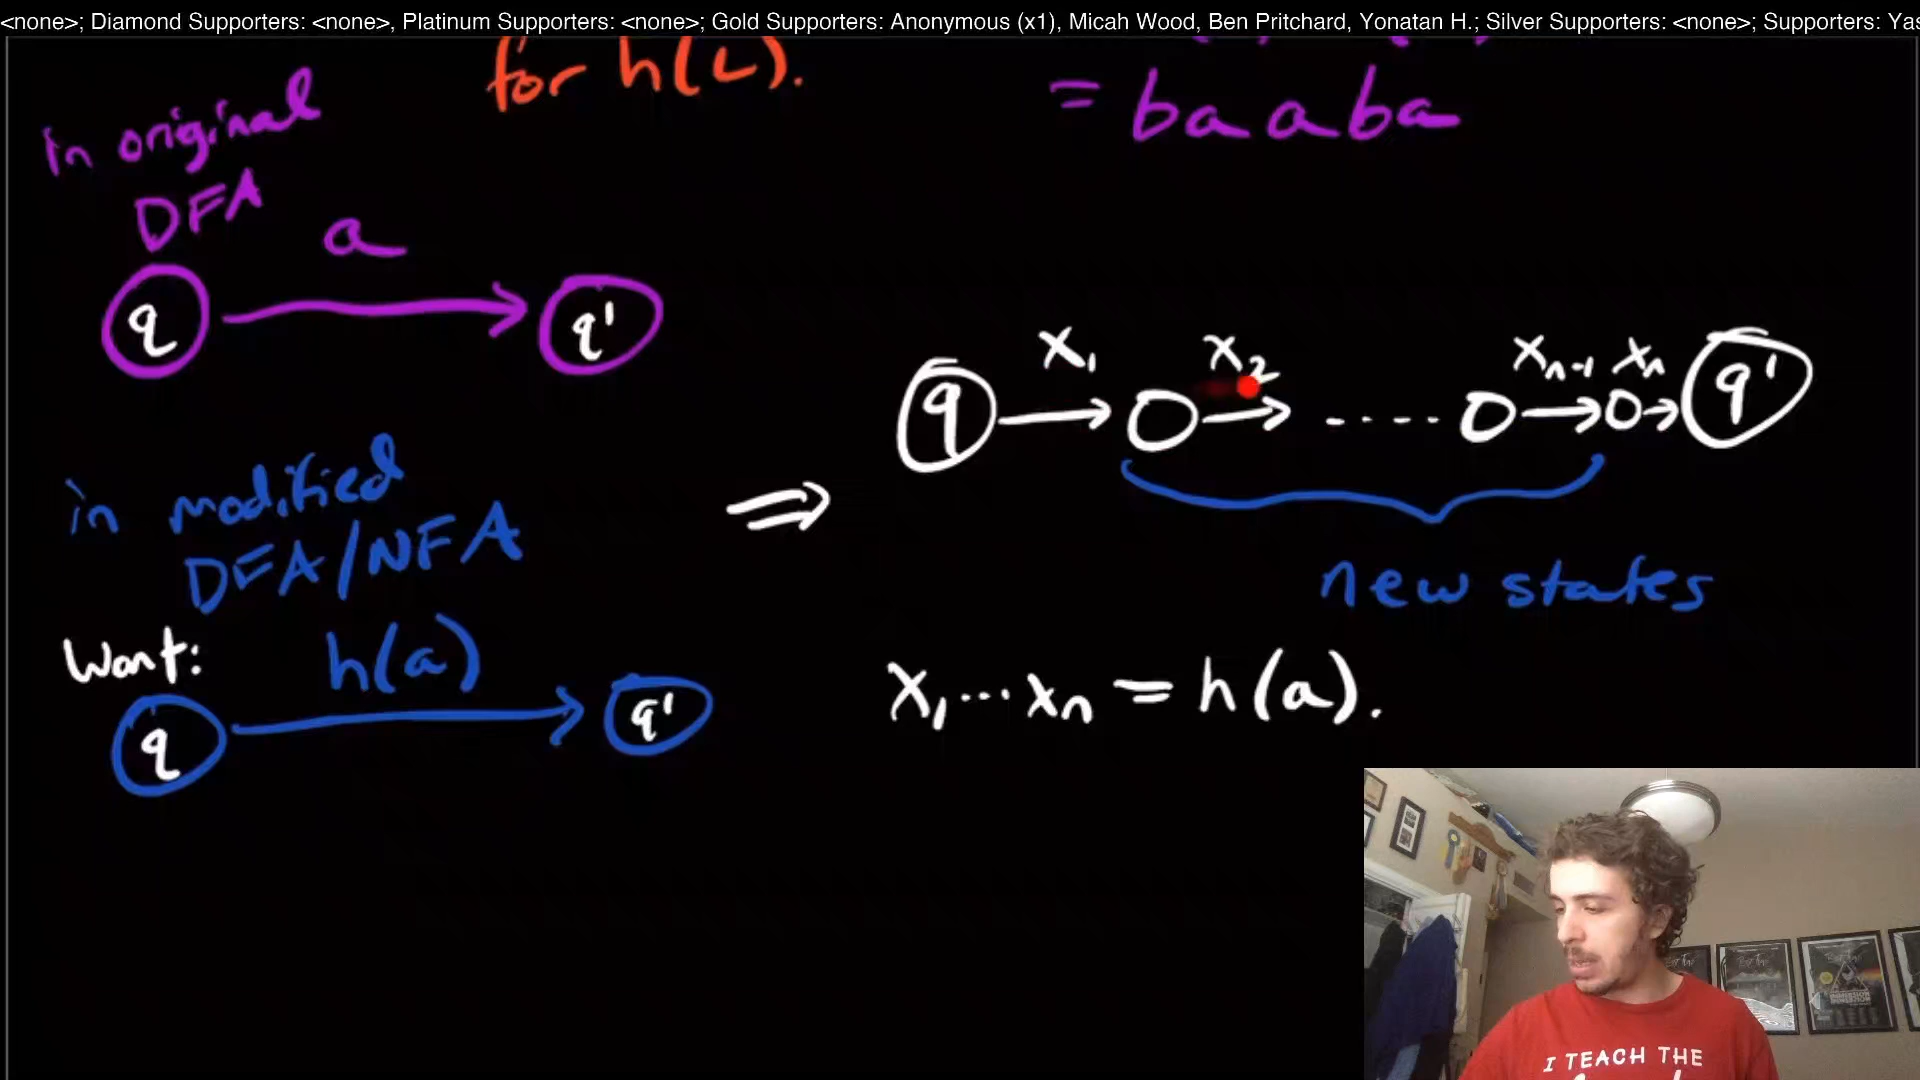 <none>; Diamond Supporters: <none>, Platinum Supporters: <none>; Gold Supporters: Anonymous (x1), Micah Wood, Ben Pritchard, Yonatan H.; Silver Supporters: <none>; Supporters: Yas
for h(L).
= baaba
in original
DFA
a
q
q'
x₁ x₂ xₙ₋₁ xₙ
q
q'
in modified
DFA/NFA
⇒
new states
Want:
h(a)
q
q'
x₁...xₙ = h(a).
I TEACH THE